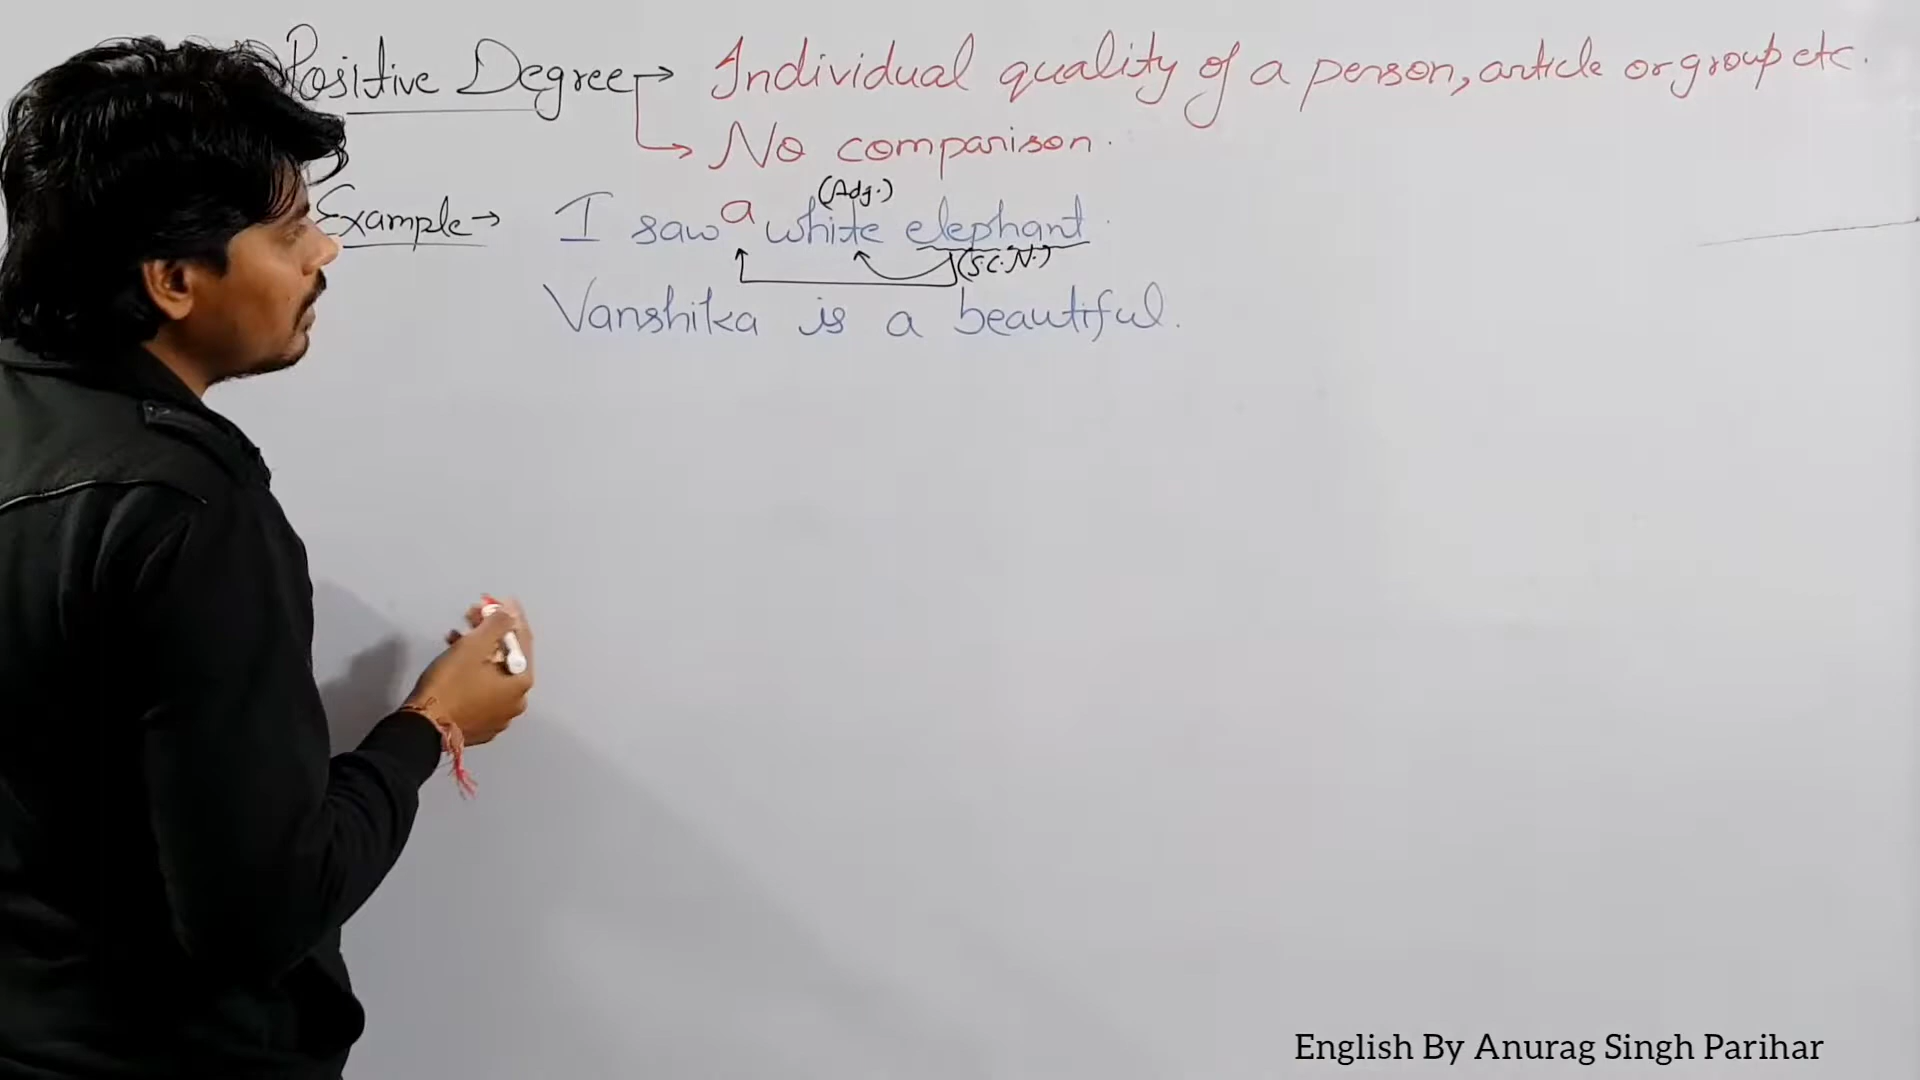 Positive Degree → Individual quality of a person, article or group etc.
→ No comparison.
(Adj.)
Example → I saw a white elephant.
(S.C.N.)
Vanshika is a beautiful.
English By Anurag Singh Parihar